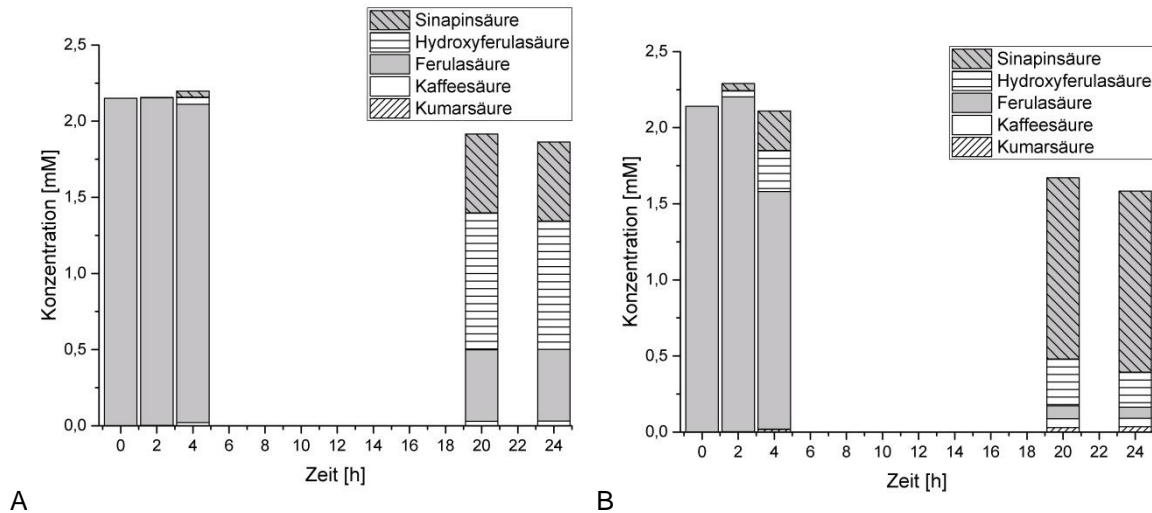 Sinapinsäure
Hydroxyferulasäure
Ferulasäure
Kaffeesäure
Kumarsäure
2,5
2,0
1,5
1,0
0,5
0,0
Konzentration [mM]
0 2 4 6 8 10 12 14 16 18 20 22 24
Zeit [h]
A
Sinapinsäure
Hydroxyferulasäure
Ferulasäure
Kaffeesäure
Kumarsäure
2,5
2,0
1,5
1,0
0,5
0,0
Konzentration [mM]
0 2 4 6 8 10 12 14 16 18 20 22 24
Zeit [h]
B